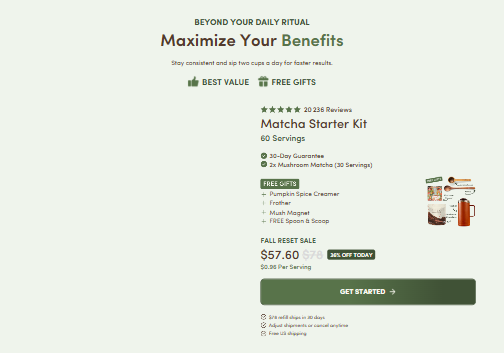 BEYOND YOUR DAILY RITUAL
Maximize Your Benefits
Stay consistent and sip two cups a day for faster results.
BEST VALUE FREE GIFTS
20 236 Reviews
Matcha Starter Kit
60 Servings
30-Day Guarantee
2x Mushroom Matcha (30 Servings)
FREE GIFTS
+ Pumpkin Spice Creamer
+ Frother
+ Mush Magnet
+ FREE Spoon & Scoop
FALL RESET SALE
$57.60 $78 26% OFF TODAY
$0.96 Per Serving
GET STARTED →
$78 refill ships in 30 days
Adjust shipments or cancel anytime
Free US shipping